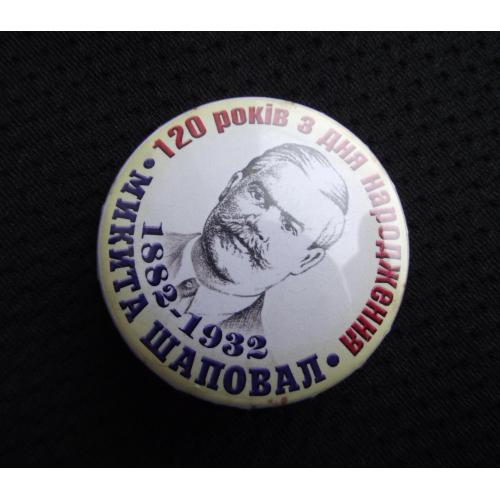 120 років з дня народження
• МИКИТА ШАПОВАЛ •
1882-1932